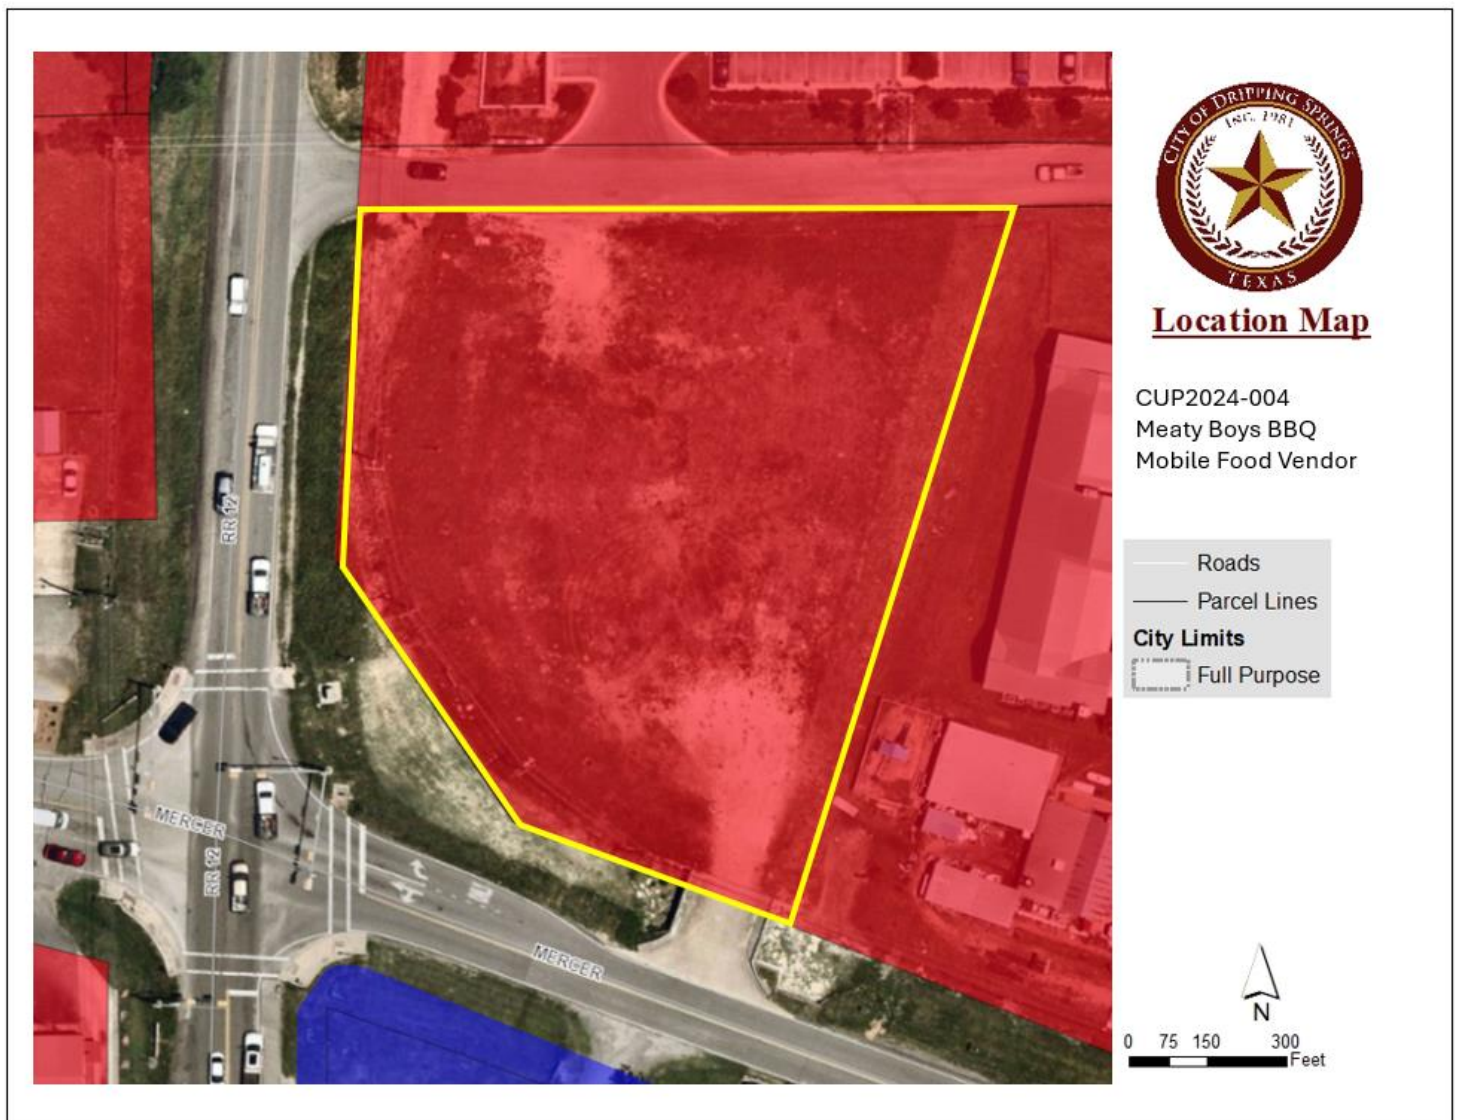 CITY OF DRIPPING SPRINGS
INC. 1981
TEXAS
Location Map
CUP2024-004
Meaty Boys BBQ
Mobile Food Vendor
Roads
Parcel Lines
City Limits
Full Purpose
RR 12
MERCER
RR 12
MERCER
N
0 75 150 300
Feet